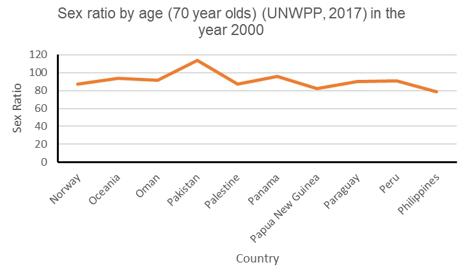 Sex ratio by age (70 year olds) (UNWPP, 2017) in the
year 2000
120
100
80
60
40
20
0
Sex Ratio
Norway
Oceania
Oman
Pakistan
Palestine
Panama
Papua New Guinea
Paraguay
Peru
Philippines
Country